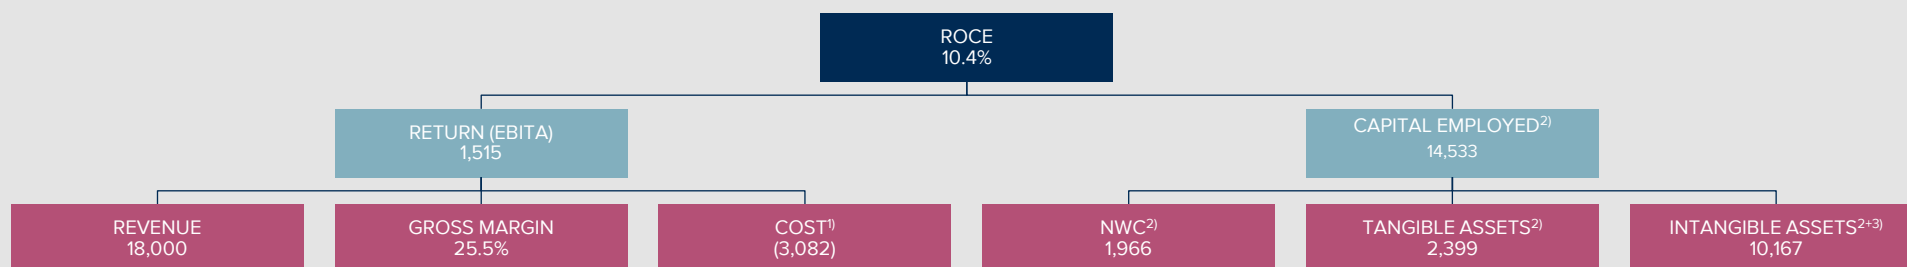 ROCE
10.4%
RETURN (EBITA)
1,515
CAPITAL EMPLOYED2)
14,533
REVENUE
18,000
GROSS MARGIN
25.5%
COST1)
(3,082)
NWC2)
1,966
TANGIBLE ASSETS2)
2,399
INTANGIBLE ASSETS2+3)
10,167